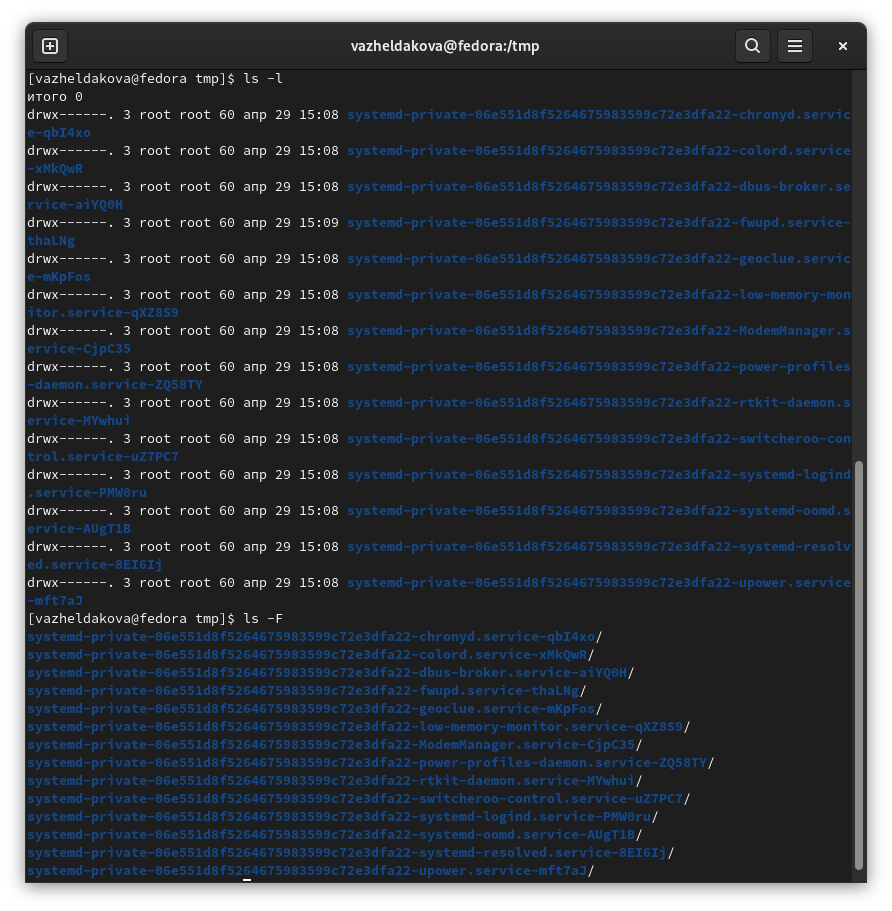 vazheldakova@fedora:/tmp
[vazheldakova@fedora tmp]$ ls -l
итого 0
drwx------. 3 root root 60 апр 29 15:08 systemd-private-06e551d8f5264675983599c72e3dfa22-chronyd.servic
e-qbI4xo
drwx------. 3 root root 60 апр 29 15:08 systemd-private-06e551d8f5264675983599c72e3dfa22-colord.service
-xMkQwR
drwx------. 3 root root 60 апр 29 15:08 systemd-private-06e551d8f5264675983599c72e3dfa22-dbus-broker.se
rvice-aiYQ0H
drwx------. 3 root root 60 апр 29 15:09 systemd-private-06e551d8f5264675983599c72e3dfa22-fwupd.service-
thaLNg
drwx------. 3 root root 60 апр 29 15:08 systemd-private-06e551d8f5264675983599c72e3dfa22-geoclue.servic
e-mKpFos
drwx------. 3 root root 60 апр 29 15:08 systemd-private-06e551d8f5264675983599c72e3dfa22-low-memory-mon
itor.service-qXZ8S9
drwx------. 3 root root 60 апр 29 15:08 systemd-private-06e551d8f5264675983599c72e3dfa22-ModemManager.s
ervice-CjpC35
drwx------. 3 root root 60 апр 29 15:08 systemd-private-06e551d8f5264675983599c72e3dfa22-power-profiles
-daemon.service-ZQ58TY
drwx------. 3 root root 60 апр 29 15:08 systemd-private-06e551d8f5264675983599c72e3dfa22-rtkit-daemon.s
ervice-MYwhui
drwx------. 3 root root 60 апр 29 15:08 systemd-private-06e551d8f5264675983599c72e3dfa22-switcheroo-con
trol.service-uZ7PC7
drwx------. 3 root root 60 апр 29 15:08 systemd-private-06e551d8f5264675983599c72e3dfa22-systemd-logind
.service-PMW0ru
drwx------. 3 root root 60 апр 29 15:08 systemd-private-06e551d8f5264675983599c72e3dfa22-systemd-oomd.s
ervice-AUgT1B
drwx------. 3 root root 60 апр 29 15:08 systemd-private-06e551d8f5264675983599c72e3dfa22-systemd-resolv
ed.service-8EI6Ij
drwx------. 3 root root 60 апр 29 15:08 systemd-private-06e551d8f5264675983599c72e3dfa22-upower.service
-mft7aJ
[vazheldakova@fedora tmp]$ ls -F
systemd-private-06e551d8f5264675983599c72e3dfa22-chronyd.service-qbI4xo/
systemd-private-06e551d8f5264675983599c72e3dfa22-colord.service-xMkQwR/
systemd-private-06e551d8f5264675983599c72e3dfa22-dbus-broker.service-aiYQ0H/
systemd-private-06e551d8f5264675983599c72e3dfa22-fwupd.service-thaLNg/
systemd-private-06e551d8f5264675983599c72e3dfa22-geoclue.service-mKpFos/
systemd-private-06e551d8f5264675983599c72e3dfa22-low-memory-monitor.service-qXZ8S9/
systemd-private-06e551d8f5264675983599c72e3dfa22-ModemManager.service-CjpC35/
systemd-private-06e551d8f5264675983599c72e3dfa22-power-profiles-daemon.service-ZQ58TY/
systemd-private-06e551d8f5264675983599c72e3dfa22-rtkit-daemon.service-MYwhui/
systemd-private-06e551d8f5264675983599c72e3dfa22-switcheroo-control.service-uZ7PC7/
systemd-private-06e551d8f5264675983599c72e3dfa22-systemd-logind.service-PMW0ru/
systemd-private-06e551d8f5264675983599c72e3dfa22-systemd-oomd.service-AUgT1B/
systemd-private-06e551d8f5264675983599c72e3dfa22-systemd-resolved.service-8EI6Ij/
systemd-private-06e551d8f5264675983599c72e3dfa22-upower.service-mft7aJ/